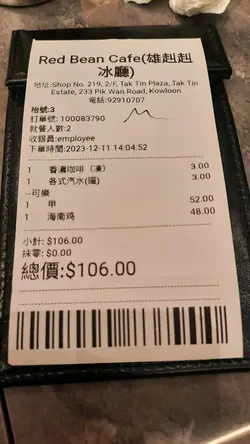 Red Bean Cafe(雄赳赳
冰廳)
地址:Shop No. 219, 2/F, Tak Tin Plaza, Tak Tin
Estate, 233 Pik Wan Road, Kowloon
電話:92910707
枱號:3
訂單號: 100083790
就餐人數:2
收銀員:employee
下單時間:2023-12-11 14:04:52
1 香濃咖啡（凍） 3.00
1 各式汽水(罐) 3.00
–可樂
1 甲 52.00
1 海南鸡 48.00
小計: $106.00
抹零: $0.00
總價:$106.00